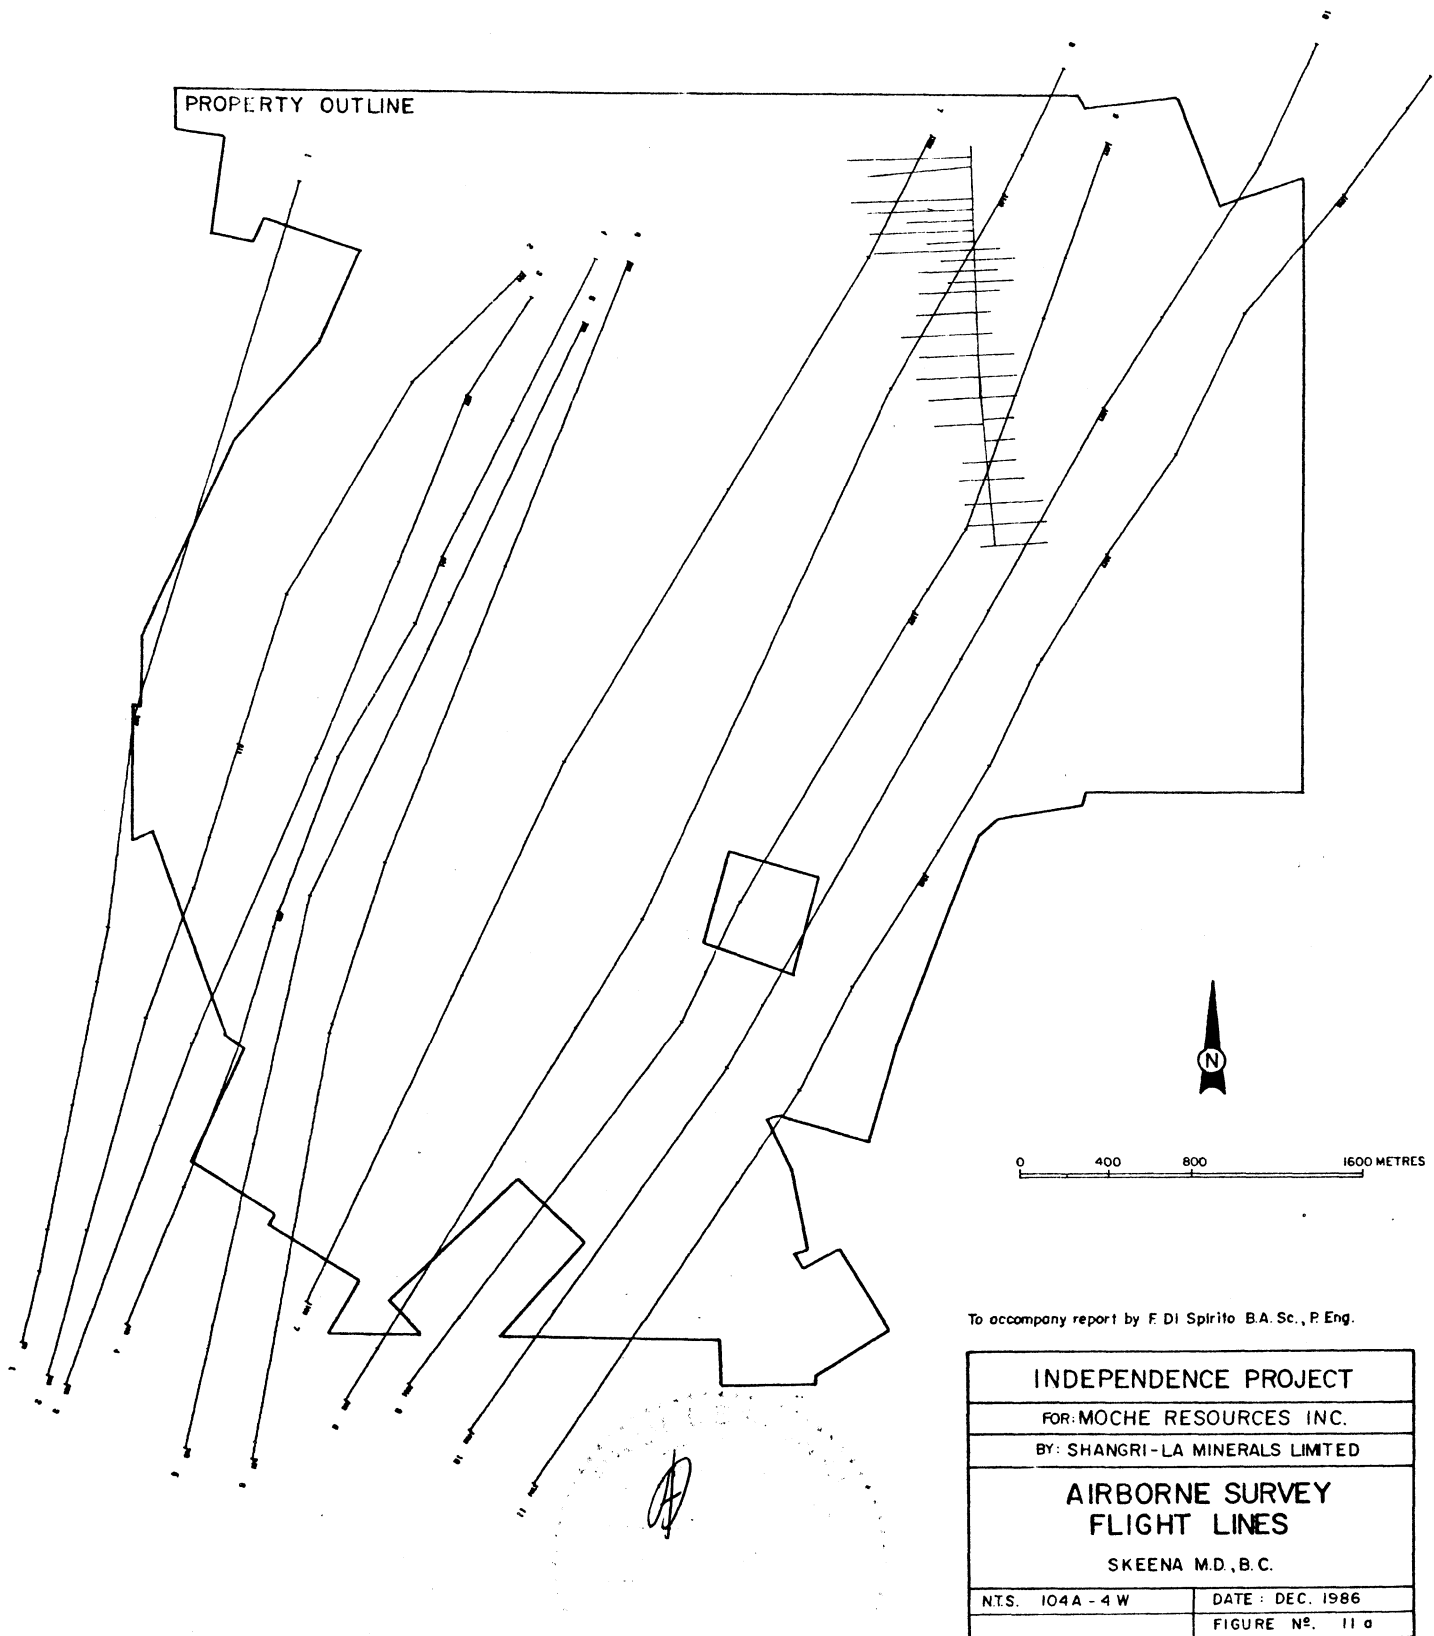 PROPERTY OUTLINE
N
0 400 800 1600 METRES
To accompany report by F. Di Spirito B.A. Sc., P. Eng.
INDEPENDENCE PROJECT
FOR: MOCHE RESOURCES INC.
BY: SHANGRI-LA MINERALS LIMITED
AIRBORNE SURVEY
FLIGHT LINES
SKEENA M.D., B.C.
N.T.S. 104A - 4 W
DATE : DEC. 1986
FIGURE Nº. 11 a